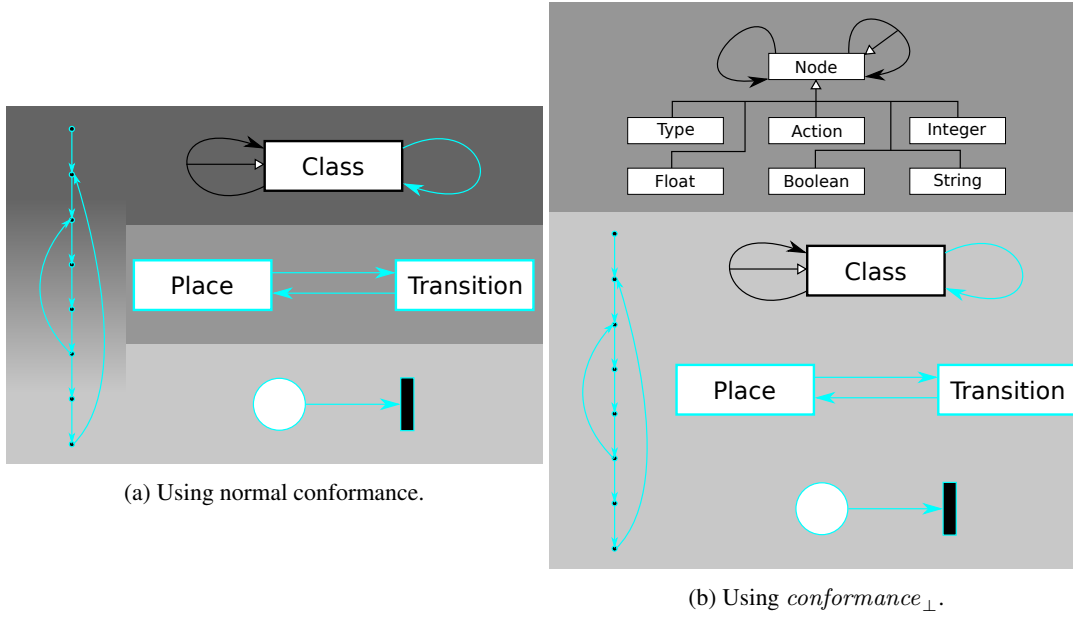 Class
Place
Transition
(a) Using normal conformance.
Node
Type
Action
Integer
Float
Boolean
String
Class
Place
Transition
(b) Using conformance⊥.